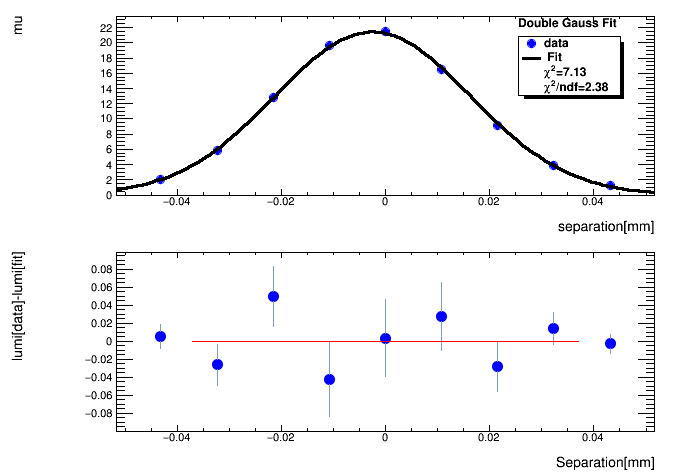 mu
Double Gauss Fit
data
Fit
χ²=7.13
χ²/ndf=2.38
22
20
18
16
14
12
10
8
6
4
2
0
−0.04 −0.02 0 0.02 0.04
separation[mm]
lumi[data]-lumi[fit]
0.08
0.06
0.04
0.02
0
−0.02
−0.04
−0.06
−0.08
−0.04 −0.02 0 0.02 0.04
Separation[mm]